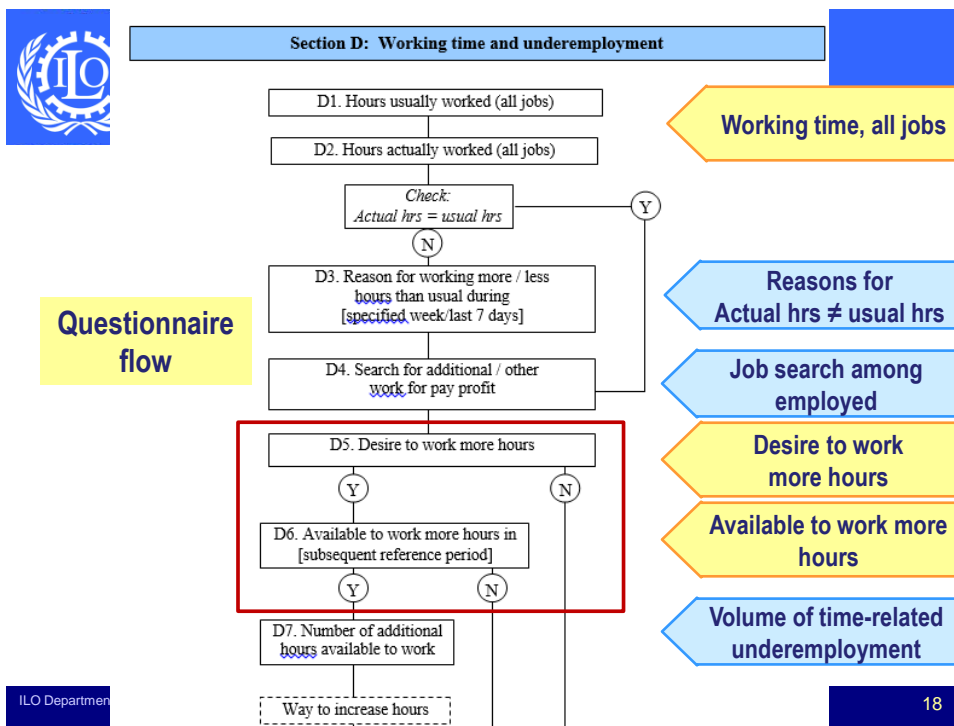 ILO
Section D: Working time and underemployment
D1. Hours usually worked (all jobs)
Working time, all jobs
D2. Hours actually worked (all jobs)
Check:
Actual hrs = usual hrs
Y
N
D3. Reason for working more / less
hours than usual during
[specified week/last 7 days]
Reasons for
Actual hrs ≠ usual hrs
Questionnaire
flow
D4. Search for additional / other
work for pay profit
Job search among
employed
D5. Desire to work more hours
Desire to work
more hours
Y
N
D6. Available to work more hours in
[subsequent reference period]
Available to work more
hours
Y
N
D7. Number of additional
hours available to work
Volume of time-related
underemployment
Way to increase hours
ILO Departmen
18